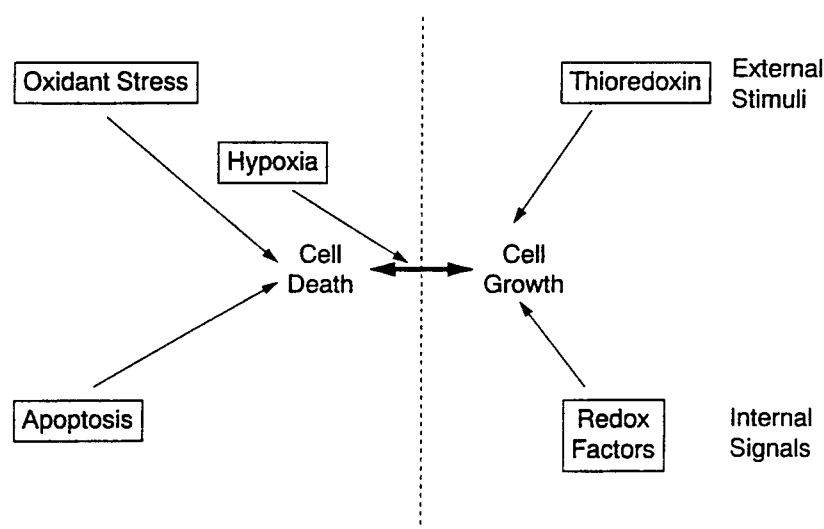 Oxidant Stress
Thioredoxin
External
Stimuli
Hypoxia
Cell
Death
Cell
Growth
Apoptosis
Redox
Factors
Internal
Signals